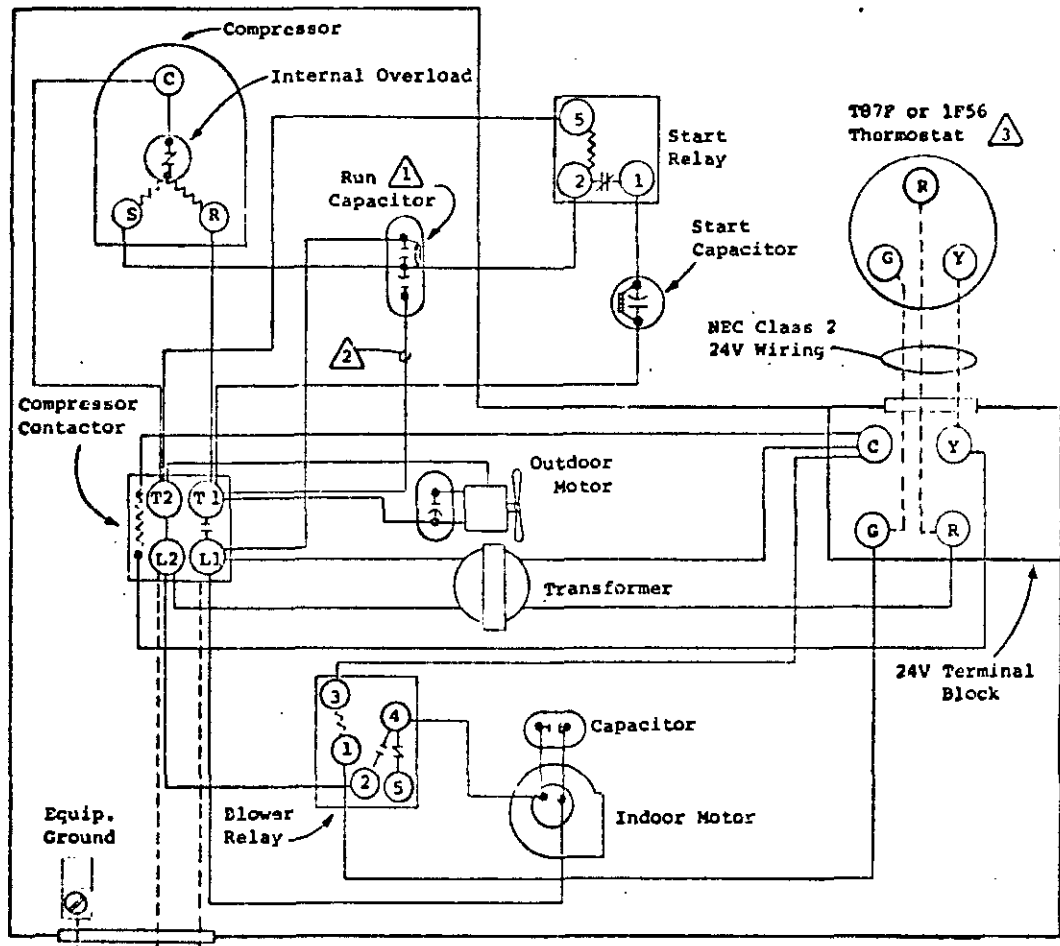 Compressor
C
Internal Overload
S
R
Run
1
Capacitor
5
2
1
Start
Relay
Start
Capacitor
T87F or 1F56
Thermostat
3
R
G
Y
NEC Class 2
24V Wiring
2
Compressor
Contactor
T2
T1
L2
L1
Outdoor
Motor
Transformer
C
Y
G
R
24V Terminal
Block
3
4
1
2
5
Blower
Relay
Capacitor
Indoor Motor
Equip.
Ground